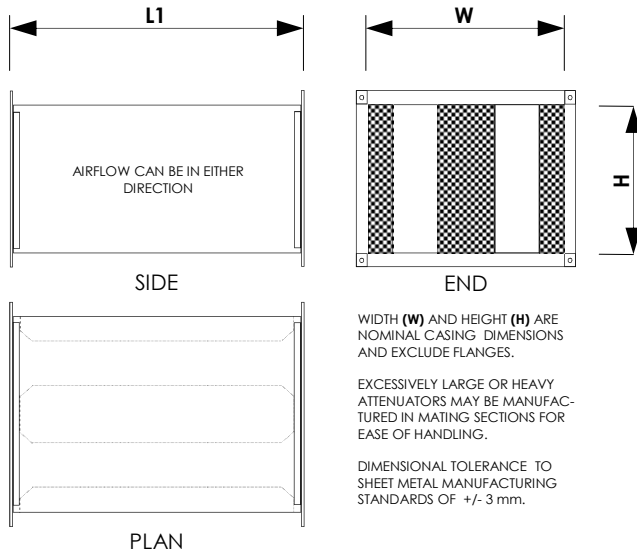 L1
W
AIRFLOW CAN BE IN EITHER
DIRECTION
H
SIDE
END
WIDTH (W) AND HEIGHT (H) ARE
NOMINAL CASING DIMENSIONS
AND EXCLUDE FLANGES.
EXCESSIVELY LARGE OR HEAVY
ATTENUATORS MAY BE MANUFAC-
TURED IN MATING SECTIONS FOR
EASE OF HANDLING.
DIMENSIONAL TOLERANCE TO
SHEET METAL MANUFACTURING
STANDARDS OF +/- 3 mm.
PLAN